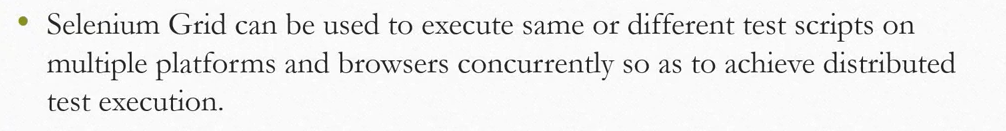 • Selenium Grid can be used to execute same or different test scripts on
multiple platforms and browsers concurrently so as to achieve distributed
test execution.